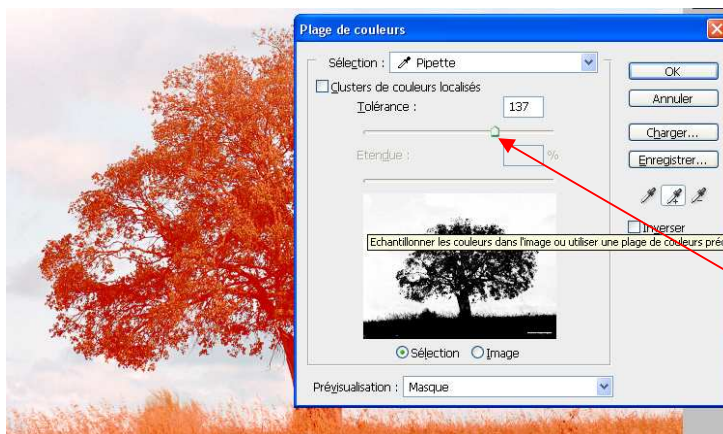 Plage de couleurs
Sélection : Pipette
OK
Clusters de couleurs localisés
Annuler
Tolérance : 137
Charger...
Etendue : %
Enregistrer...
Inverser
Echantillonner les couleurs dans l'image ou utiliser une plage de couleurs préd
Sélection Image
Prévisualisation : Masque